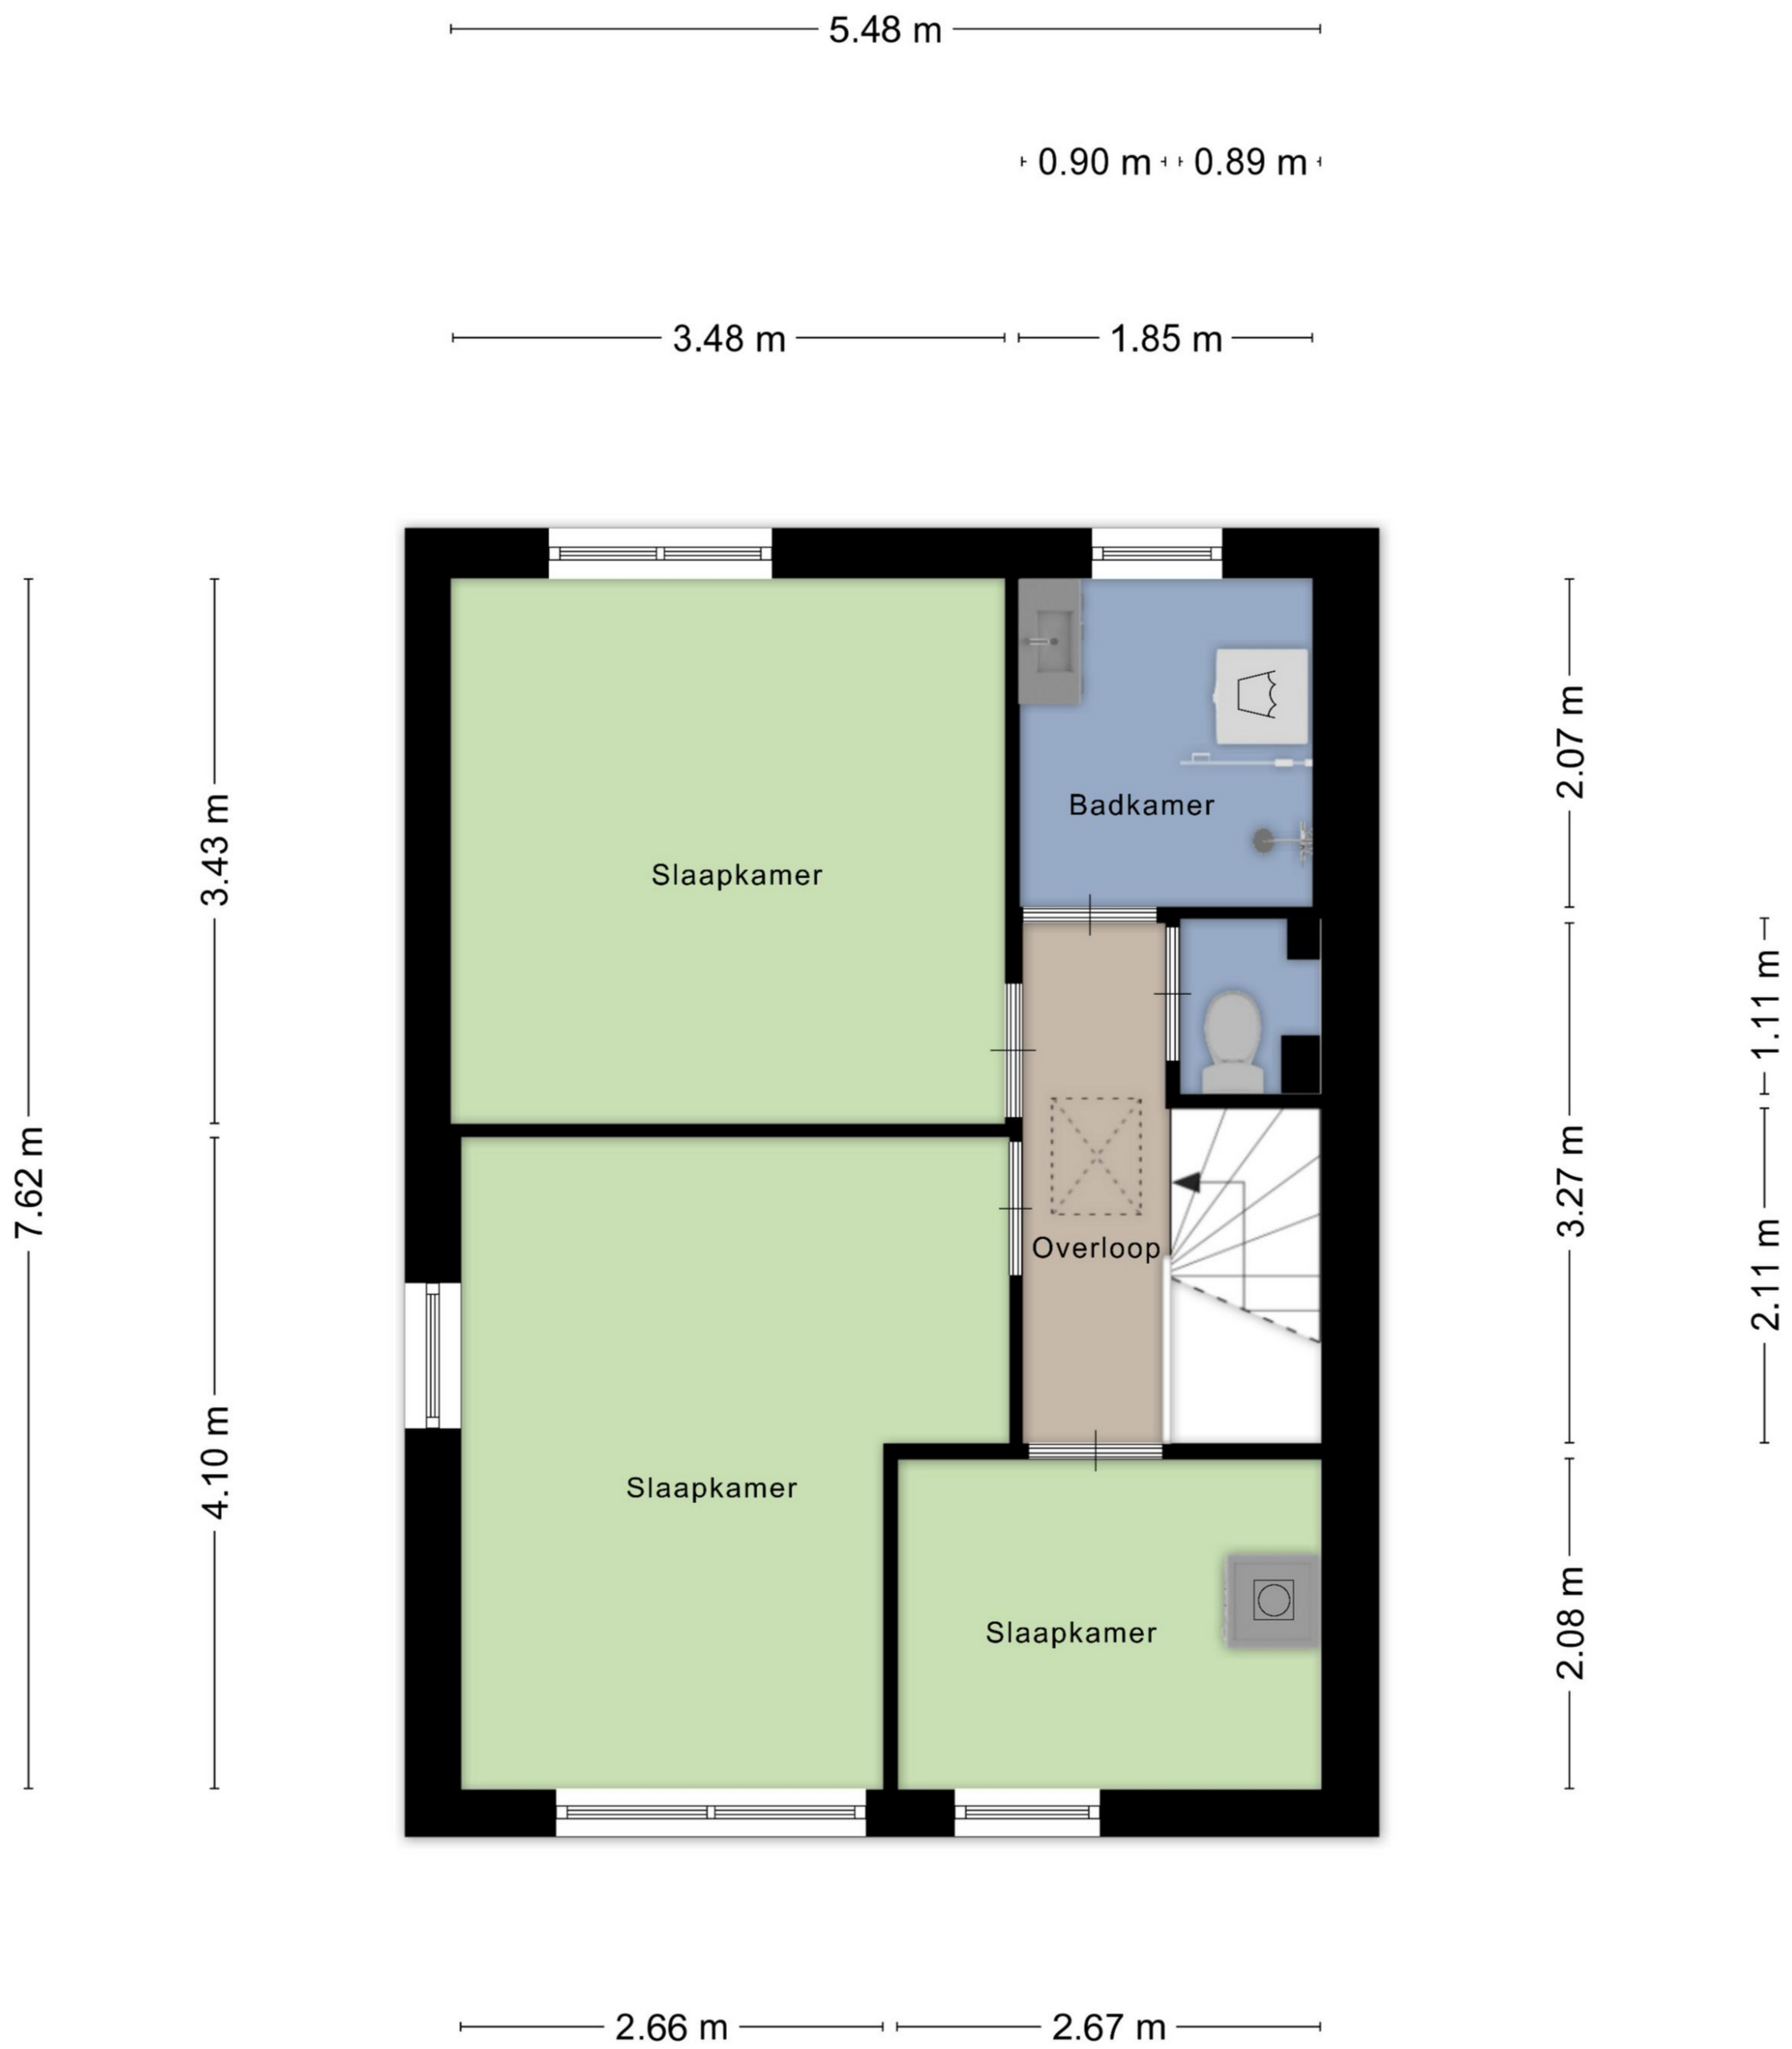 5.48 m
0.90 m
0.89 m
3.48 m
1.85 m
7.62 m
3.43 m
4.10 m
Badkamer
Slaapkamer
Overloop
Slaapkamer
Slaapkamer
2.07 m
3.27 m
2.08 m
1.11 m
2.11 m
2.66 m
2.67 m